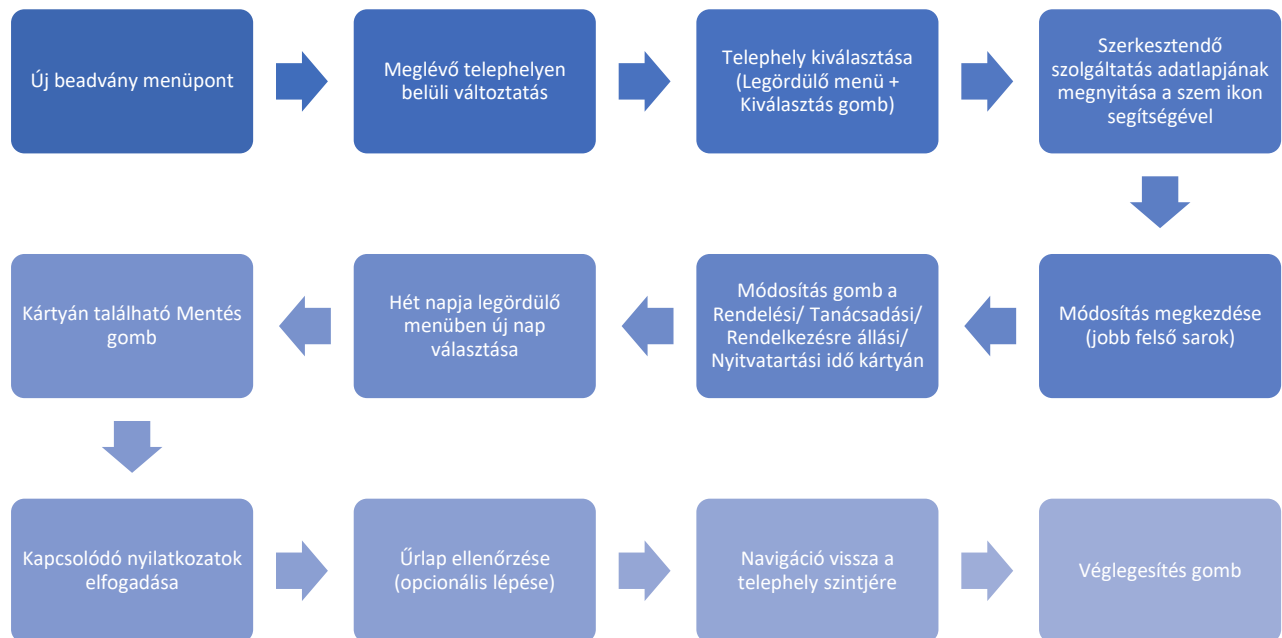 Új beadvány menüpont
Meglévő telephelyen
belüli változtatás
Telephely kiválasztása
(Legördülő menü +
Kiválasztás gomb)
Szerkesztendő
szolgáltatás adatlapjának
megnyitása a szem ikon
segítségével
Módosítás megkezdése
(jobb felső sarok)
Módosítás gomb a
Rendelési/ Tanácsadási/
Rendelkezésre állási/
Nyitvatartási idő kártyán
Hét napja legördülő
menüben új nap
választása
Kártyán található Mentés
gomb
Kapcsolódó nyilatkozatok
elfogadása
Űrlap ellenőrzése
(opcionális lépése)
Navigáció vissza a
telephely szintjére
Véglegesítés gomb